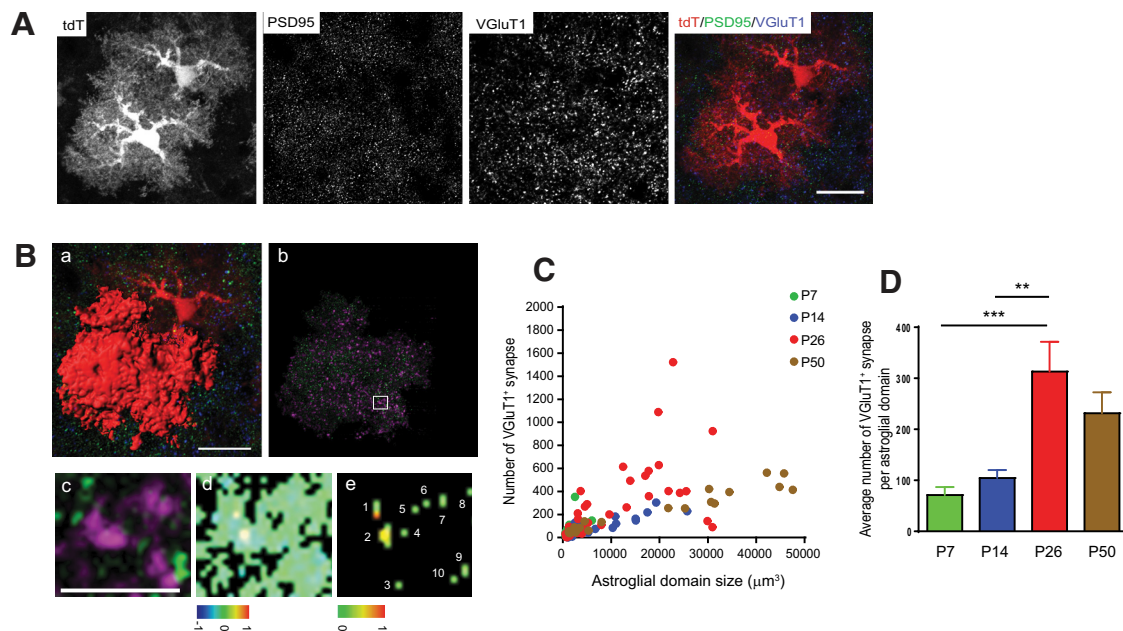 A
tdT
PSD95
VGluT1
tdT/PSD95/VGluT1
B
a
b
c
d
e
1
2
3
4
5
6
7
8
9
10
-1
0
1
0
1
C
Number of VGluT1+ synapse
2000
1800
1600
1400
1200
1000
800
600
400
200
0
0
10000
20000
30000
40000
50000
Astroglial domain size (μm³)
P7
P14
P26
P50
D
**
***
Average number of VGluT1+ synapse
per astroglial domain
400
300
200
100
0
P7
P14
P26
P50